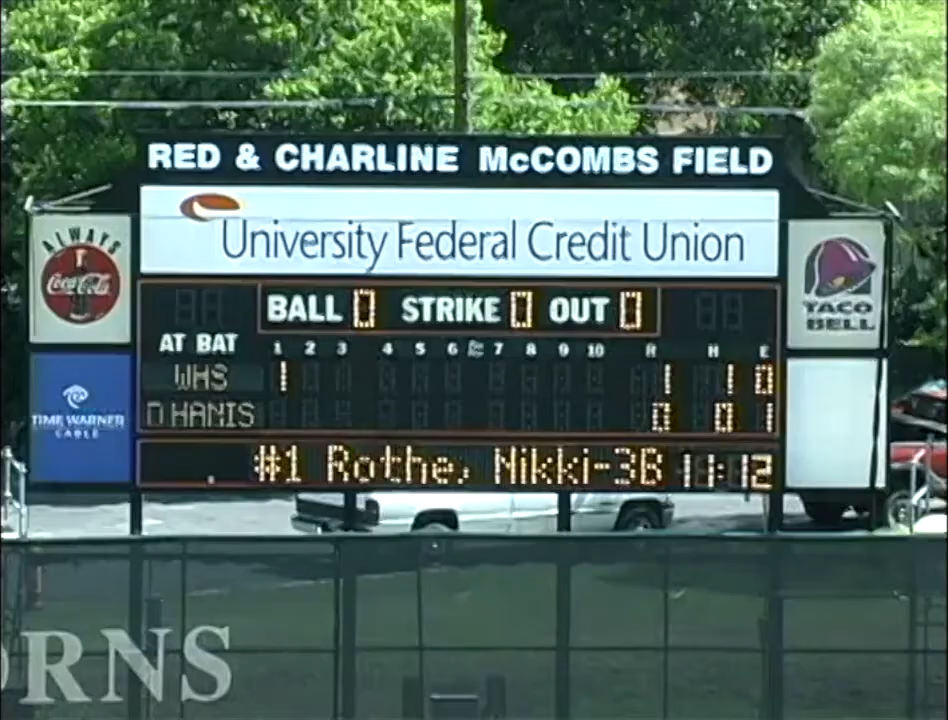 RED & CHARLINE McCOMBS FIELD
University Federal Credit Union
ALWAYS
Coca-Cola
TACO
BELL
TIME WARNER
CABLE
BALL 0 STRIKE 0 OUT 0
AT BAT 1 2 3 4 5 6 7 8 9 10 R H E
WHS 1 1 1 0
D HANIS 0 0 1
#1 Rothe, Nikki-3B 11:12
ORNS